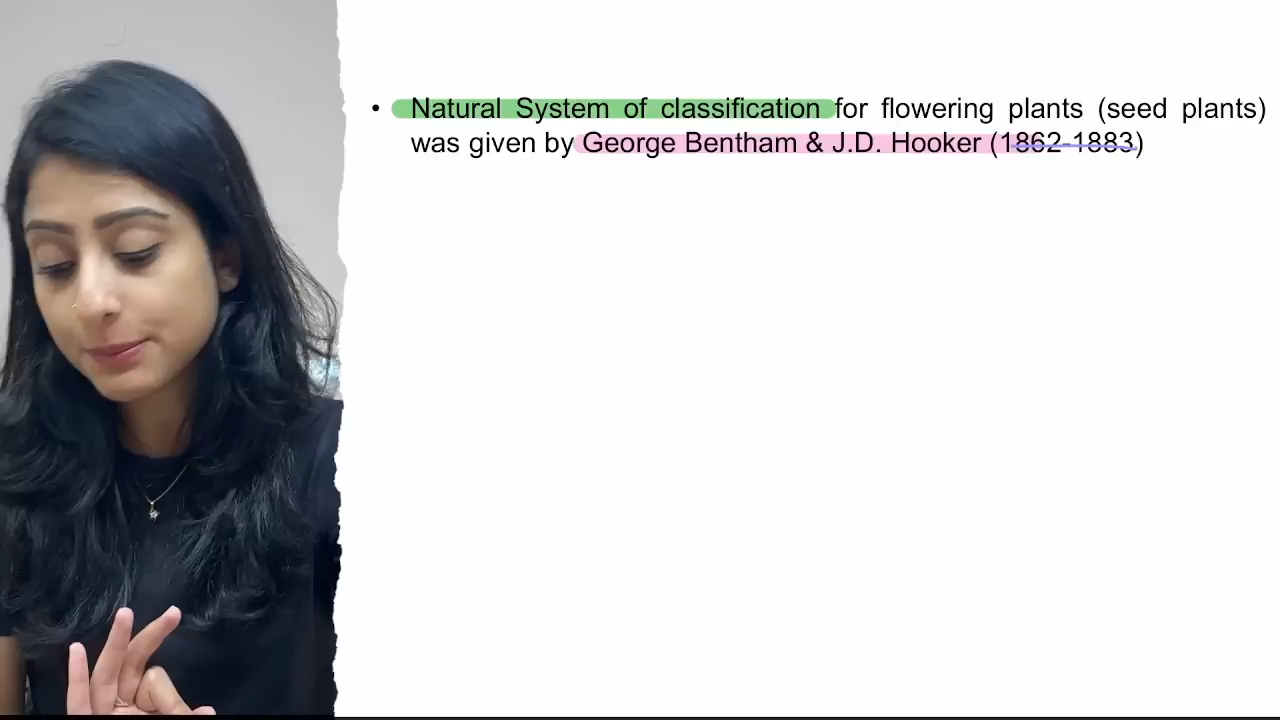 • Natural System of classification for flowering plants (seed plants)
was given by George Bentham & J.D. Hooker (1862-1883)